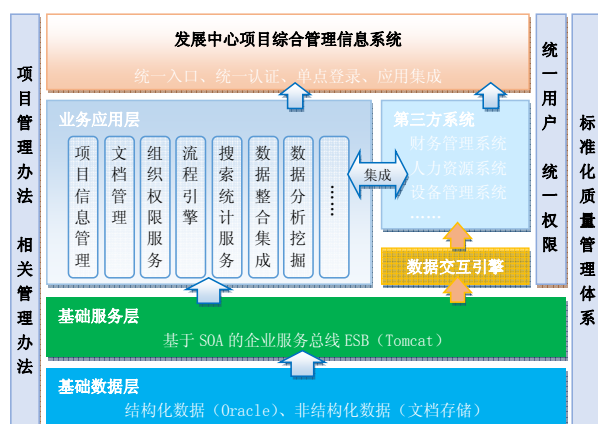 发展中心项目综合管理信息系统
统一入口、统一认证、单点登录、应用集成
项目管理办法 相关管理办法
业务应用层
项目信息管理
文档管理
组织权限服务
流程引擎
搜索统计服务
数据整合集成
数据分析挖掘
……
集成
第三方系统
财务管理系统
人力资源系统
设备管理系统
……
数据交互引擎
统一用户 统一权限
标准化质量管理体系
基础服务层
基于 SOA 的企业服务总线 ESB（Tomcat）
基础数据层
结构化数据（Oracle）、非结构化数据（文档存储）